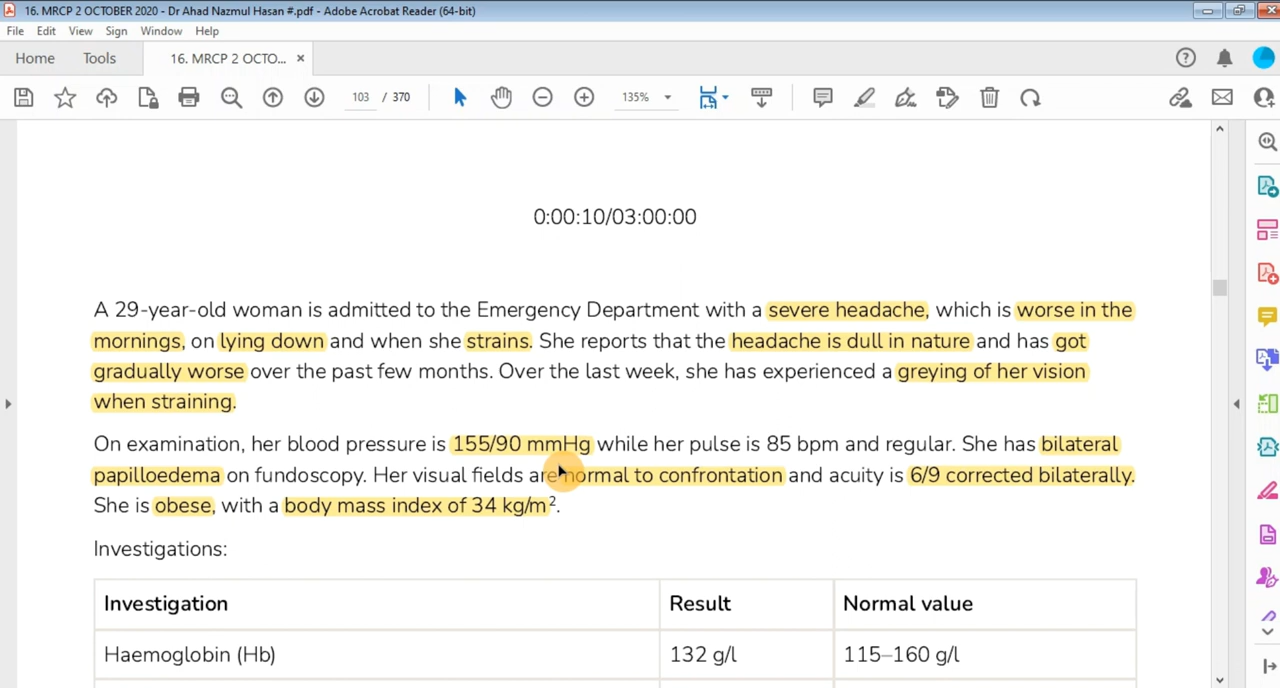 16. MRCP 2 OCTOBER 2020 - Dr Ahad Nazmul Hasan #.pdf - Adobe Acrobat Reader (64-bit)
File Edit View Sign Window Help
Home Tools 16. MRCP 2 OCTO... ×
103 / 370 135%
0:00:10/03:00:00
A 29-year-old woman is admitted to the Emergency Department with a severe headache, which is worse in the
mornings, on lying down and when she strains. She reports that the headache is dull in nature and has got
gradually worse over the past few months. Over the last week, she has experienced a greying of her vision
when straining.
On examination, her blood pressure is 155/90 mmHg while her pulse is 85 bpm and regular. She has bilateral
papilloedema on fundoscopy. Her visual fields are normal to confrontation and acuity is 6/9 corrected bilaterally.
She is obese, with a body mass index of 34 kg/m².
Investigations:
Investigation Result Normal value
Haemoglobin (Hb) 132 g/l 115–160 g/l